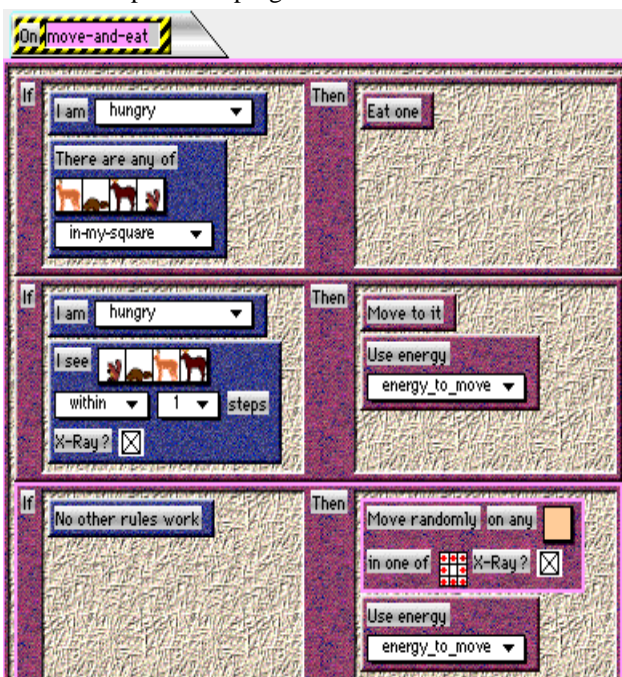 On move-and-eat
If
I am hungry
There are any of
in-my-square
Then
Eat one
If
I am hungry
I see
within 1 steps
X-Ray?
Then
Move to it
Use energy
energy_to_move
If
No other rules work
Then
Move randomly on any
in one of X-Ray?
Use energy
energy_to_move